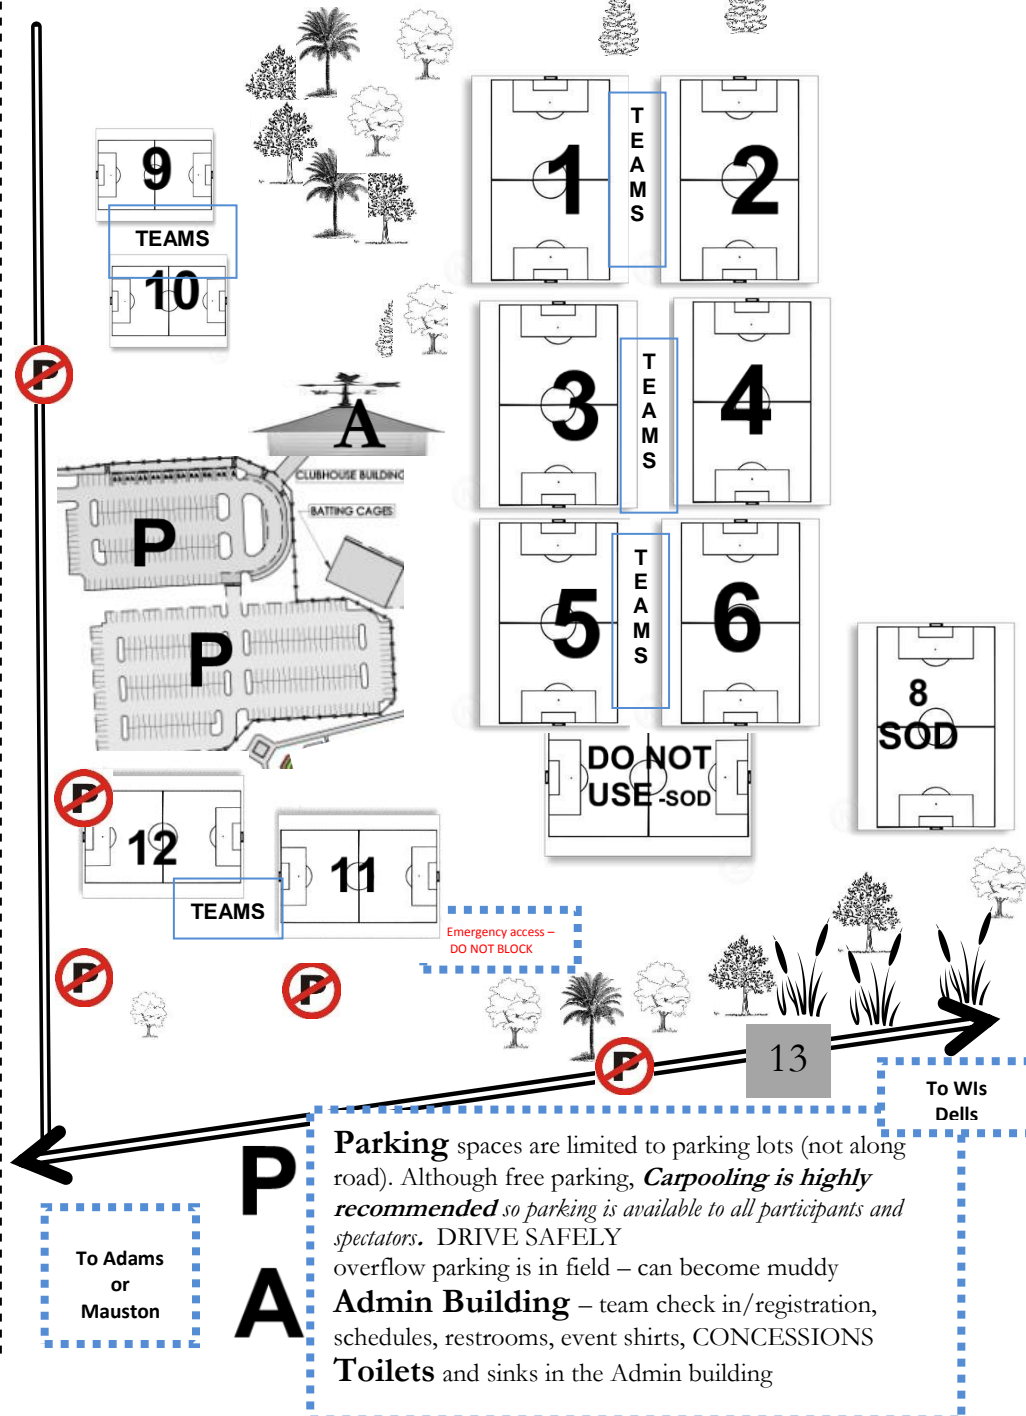 1
T
E
A
M
S
2
9
TEAMS
10
P
3
T
E
A
M
S
4
W
E
S
A
CLUBHOUSE BUILDING
BATTING CAGES
P
P
5
T
E
A
M
S
6
8
SOD
DO NOT
USE -SOD
P
12
11
TEAMS
Emergency access –
DO NOT BLOCK
P
P
P
13
To WIs
Dells
P
Parking spaces are limited to parking lots (not along
road). Although free parking, Carpooling is highly
recommended so parking is available to all participants and
spectators. DRIVE SAFELY
overflow parking is in field – can become muddy
To Adams
or
Mauston
A
Admin Building – team check in/registration,
schedules, restrooms, event shirts, CONCESSIONS
Toilets and sinks in the Admin building